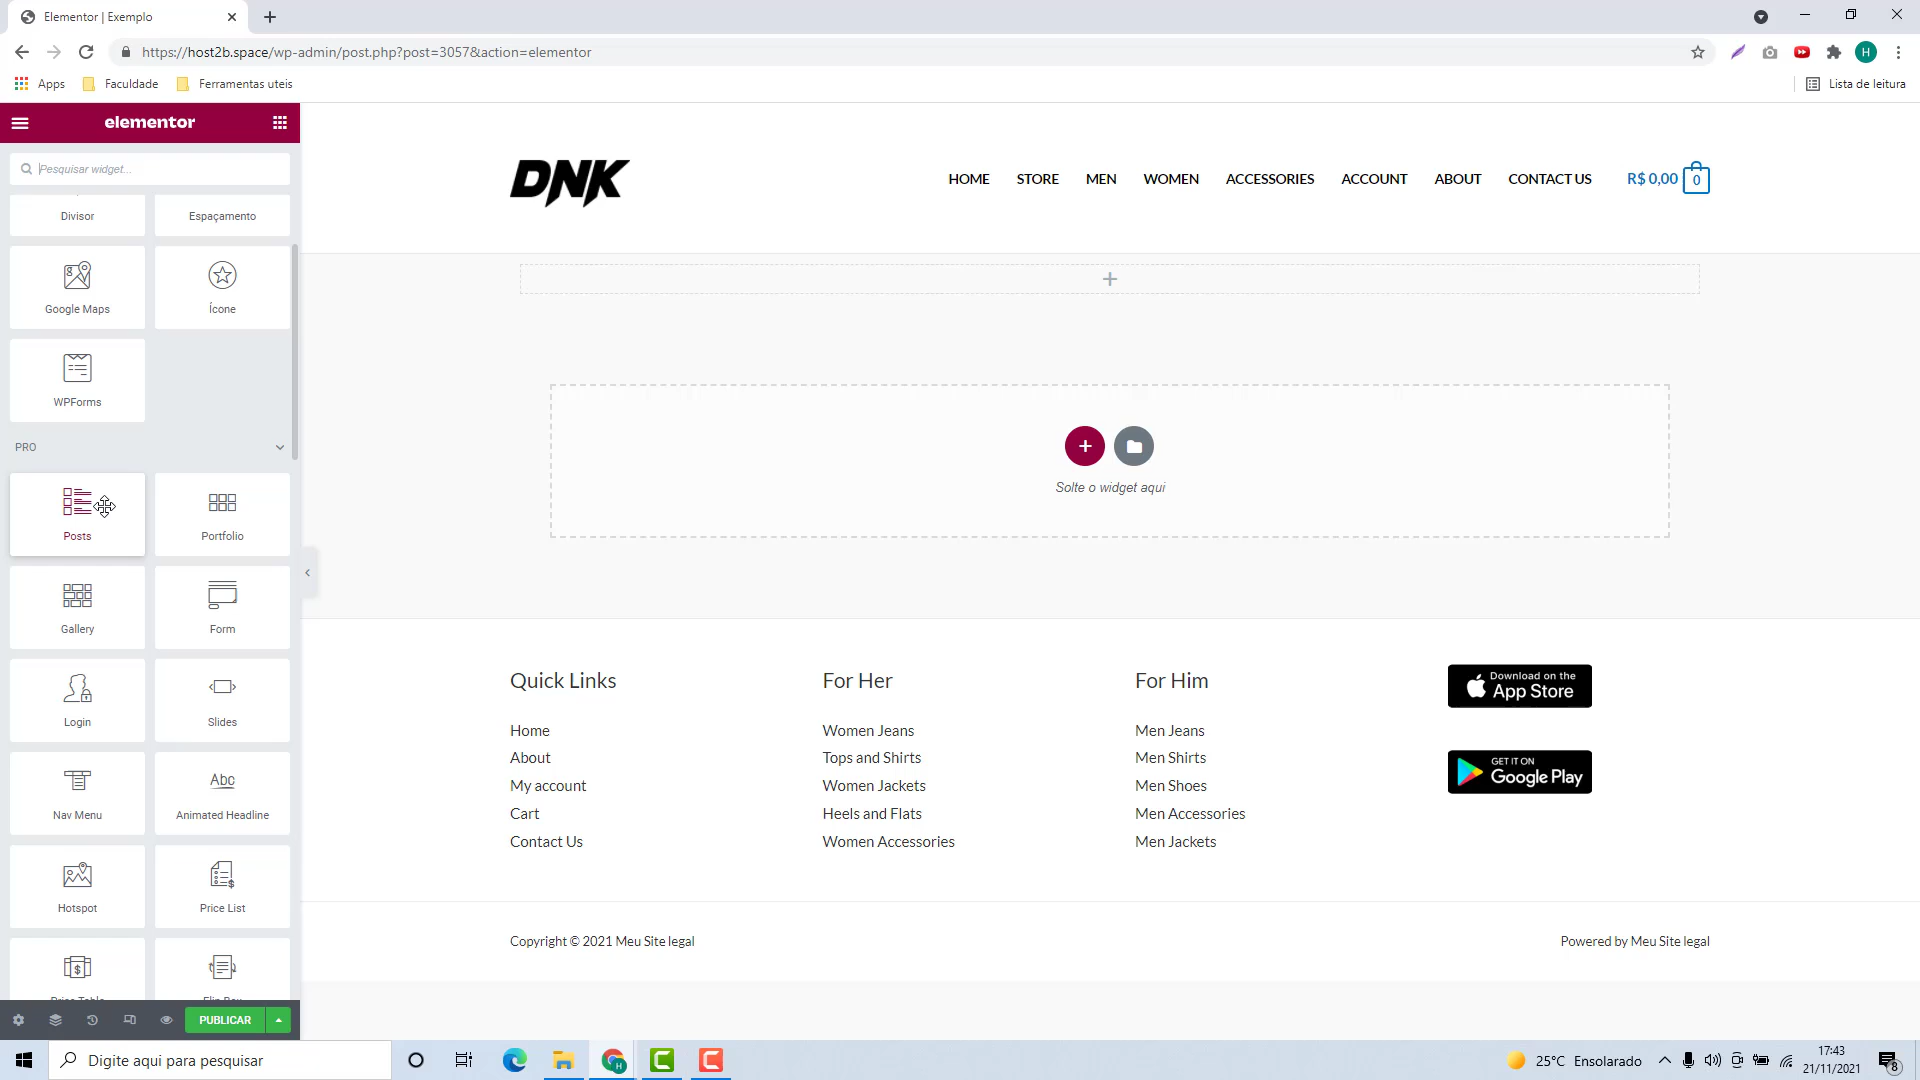 Elementor | Exemplo
https://host2b.space/wp-admin/post.php?post=3057&action=elementor
H
Apps
Faculdade
Ferramentas uteis
Lista de leitura
elementor
Pesquisar widget...
Divisor
Espaçamento
Google Maps
Ícone
WPForms
PRO
Posts
Portfolio
Gallery
Form
Login
Slides
Nav Menu
Abc
Animated Headline
Hotspot
Price List
Price Table
Flip Box
PUBLICAR
DNK
HOME
STORE
MEN
WOMEN
ACCESSORIES
ACCOUNT
ABOUT
CONTACT US
R$ 0,00
0
Solte o widget aqui
Quick Links
Home
About
My account
Cart
Contact Us
For Her
Women Jeans
Tops and Shirts
Women Jackets
Heels and Flats
Women Accessories
For Him
Men Jeans
Men Shirts
Men Shoes
Men Accessories
Men Jackets
Download on the
App Store
GET IT ON
Google Play
Copyright © 2021 Meu Site legal
Powered by Meu Site legal
Digite aqui para pesquisar
25°C Ensolarado
17:43
21/11/2021
8